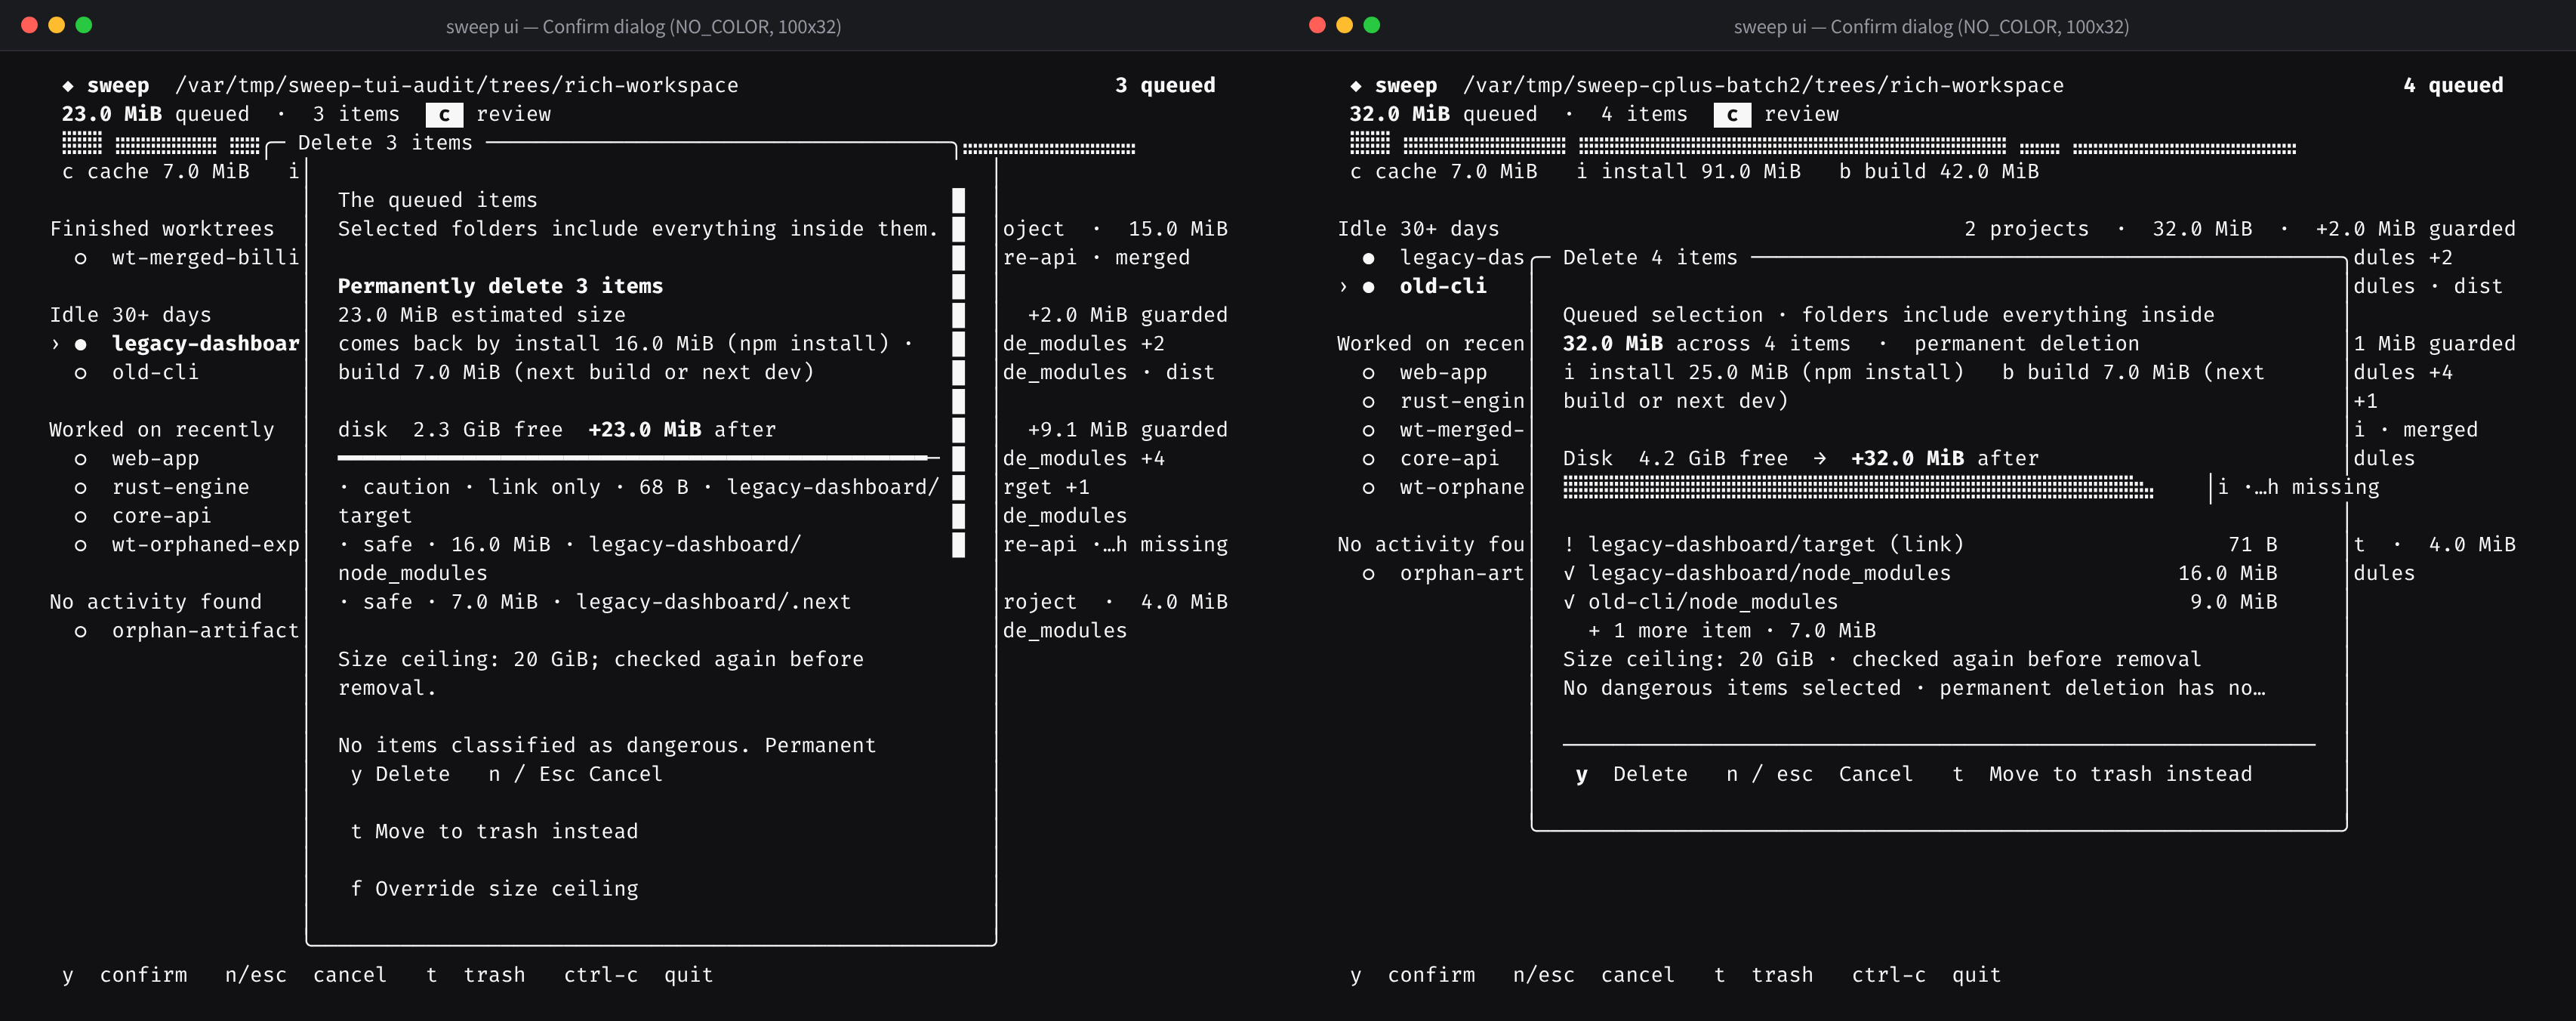 sweep ui — Confirm dialog (NO_COLOR, 100x32)
◆ sweep /var/tmp/sweep-tui-audit/trees/rich-workspace 3 queued
23.0 MiB queued · 3 items c review
Delete 3 items
c cache 7.0 MiB i
The queued items
Finished worktrees Selected folders include everything inside them. oject · 15.0 MiB
○ wt-merged-billi re-api · merged
Permanently delete 3 items
Idle 30+ days 23.0 MiB estimated size +2.0 MiB guarded
› ● legacy-dashboar comes back by install 16.0 MiB (npm install) · de_modules +2
○ old-cli build 7.0 MiB (next build or next dev) de_modules · dist
Worked on recently disk 2.3 GiB free +23.0 MiB after +9.1 MiB guarded
○ web-app de_modules +4
○ rust-engine · caution · link only · 68 B · legacy-dashboard/ rget +1
○ core-api target de_modules
○ wt-orphaned-exp · safe · 16.0 MiB · legacy-dashboard/ re-api ·…h missing
node_modules
No activity found · safe · 7.0 MiB · legacy-dashboard/.next roject · 4.0 MiB
○ orphan-artifact de_modules
Size ceiling: 20 GiB; checked again before
removal.
No items classified as dangerous. Permanent
y Delete n / Esc Cancel
t Move to trash instead
f Override size ceiling
y confirm n/esc cancel t trash ctrl-c quit
sweep ui — Confirm dialog (NO_COLOR, 100x32)
◆ sweep /var/tmp/sweep-cplus-batch2/trees/rich-workspace 4 queued
32.0 MiB queued · 4 items c review
c cache 7.0 MiB i install 91.0 MiB b build 42.0 MiB
Idle 30+ days 2 projects · 32.0 MiB · +2.0 MiB guarded
● legacy-das Delete 4 items dules +2
› ● old-cli dules · dist
Queued selection · folders include everything inside
Worked on recen 32.0 MiB across 4 items · permanent deletion 1 MiB guarded
○ web-app i install 25.0 MiB (npm install) b build 7.0 MiB (next dules +4
○ rust-engin build or next dev) +1
○ wt-merged- i · merged
○ core-api Disk 4.2 GiB free → +32.0 MiB after dules
○ wt-orphane i ·…h missing
No activity fou ! legacy-dashboard/target (link) 71 B t · 4.0 MiB
○ orphan-art √ legacy-dashboard/node_modules 16.0 MiB dules
√ old-cli/node_modules 9.0 MiB
+ 1 more item · 7.0 MiB
Size ceiling: 20 GiB · checked again before removal
No dangerous items selected · permanent deletion has no…
y Delete n / esc Cancel t Move to trash instead
y confirm n/esc cancel t trash ctrl-c quit